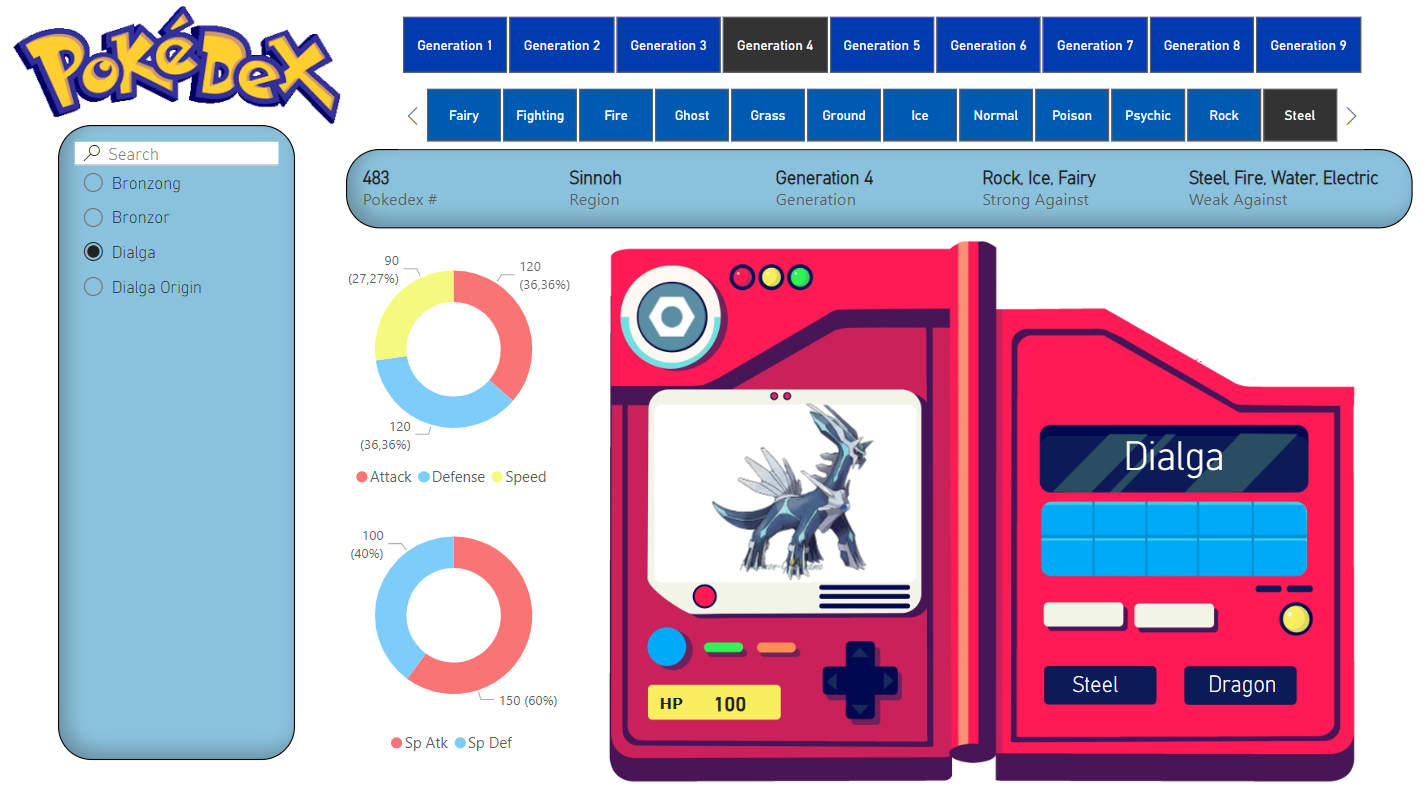 PoKéDeX
Generation 1 Generation 2 Generation 3 Generation 4 Generation 5 Generation 6 Generation 7 Generation 8 Generation 9
Fairy Fighting Fire Ghost Grass Ground Ice Normal Poison Psychic Rock Steel
Search
Bronzong
Bronzor
Dialga
Dialga Origin
483 Sinnoh Generation 4 Rock, Ice, Fairy Steel, Fire, Water, Electric
Pokedex # Region Generation Strong Against Weak Against
90
(27,27%)
120
(36,36%)
120
(36,36%)
Attack Defense Speed
100
(40%)
150 (60%)
Sp Atk Sp Def
HP 100
Dialga
Steel Dragon